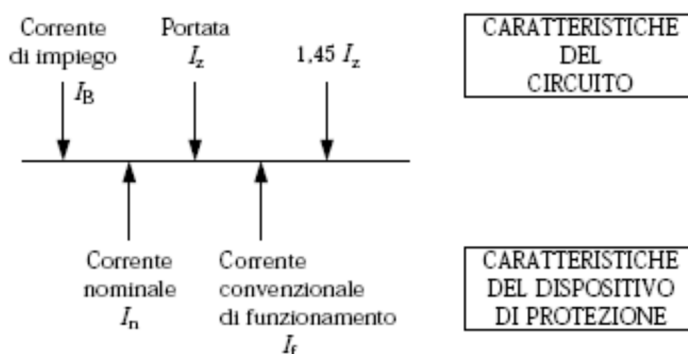 Corrente
di impiego
I_B
Portata
I_z
1,45 I_z
CARATTERISTICHE
DEL
CIRCUITO
Corrente
nominale
I_n
Corrente
convenzionale
di funzionamento
I_f
CARATTERISTICHE
DEL DISPOSITIVO
DI PROTEZIONE